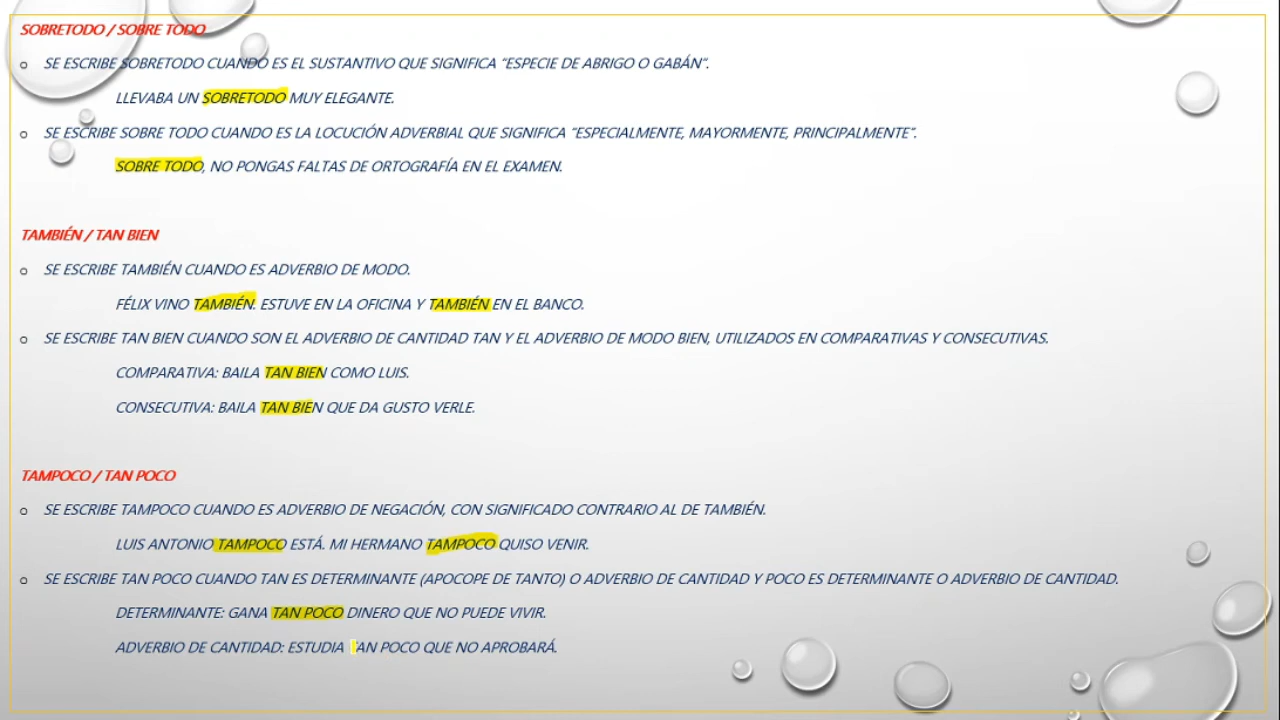 SOBRETODO / SOBRE TODO
SE ESCRIBE SOBRETODO CUANDO ES EL SUSTANTIVO QUE SIGNIFICA “ESPECIE DE ABRIGO O GABÁN”.
LLEVABA UN SOBRETODO MUY ELEGANTE.
SE ESCRIBE SOBRE TODO CUANDO ES LA LOCUCIÓN ADVERBIAL QUE SIGNIFICA “ESPECIALMENTE, MAYORMENTE, PRINCIPALMENTE”.
SOBRE TODO, NO PONGAS FALTAS DE ORTOGRAFÍA EN EL EXAMEN.
TAMBIÉN / TAN BIEN
SE ESCRIBE TAMBIÉN CUANDO ES ADVERBIO DE MODO.
FÉLIX VINO TAMBIÉN. ESTUVE EN LA OFICINA Y TAMBIÉN EN EL BANCO.
SE ESCRIBE TAN BIEN CUANDO SON EL ADVERBIO DE CANTIDAD TAN Y EL ADVERBIO DE MODO BIEN, UTILIZADOS EN COMPARATIVAS Y CONSECUTIVAS.
COMPARATIVA: BAILA TAN BIEN COMO LUIS.
CONSECUTIVA: BAILA TAN BIEN QUE DA GUSTO VERLE.
TAMPOCO / TAN POCO
SE ESCRIBE TAMPOCO CUANDO ES ADVERBIO DE NEGACIÓN, CON SIGNIFICADO CONTRARIO AL DE TAMBIÉN.
LUIS ANTONIO TAMPOCO ESTÁ. MI HERMANO TAMPOCO QUISO VENIR.
SE ESCRIBE TAN POCO CUANDO TAN ES DETERMINANTE (APOCOPE DE TANTO) O ADVERBIO DE CANTIDAD Y POCO ES DETERMINANTE O ADVERBIO DE CANTIDAD.
DETERMINANTE: GANA TAN POCO DINERO QUE NO PUEDE VIVIR.
ADVERBIO DE CANTIDAD: ESTUDIA TAN POCO QUE NO APROBARÁ.